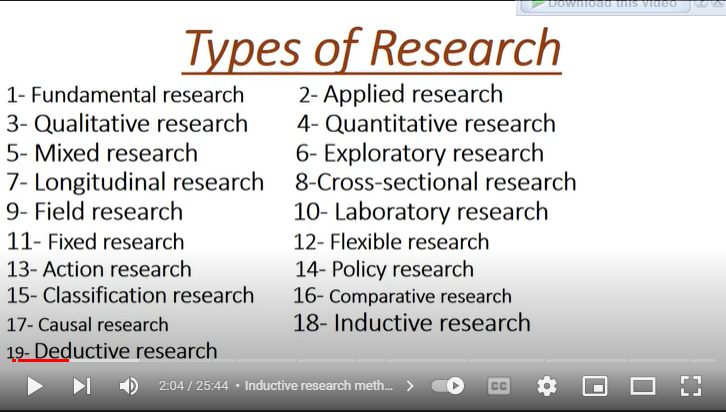 Download this video
Types of Research
1- Fundamental research 2- Applied research
3- Qualitative research 4- Quantitative research
5- Mixed research 6- Exploratory research
7- Longitudinal research 8-Cross-sectional research
9- Field research 10- Laboratory research
11- Fixed research 12- Flexible research
13- Action research 14- Policy research
15- Classification research 16- Comparative research
17- Causal research 18- Inductive research
19- Deductive research
2:04 / 25:44 • Inductive research meth... CC